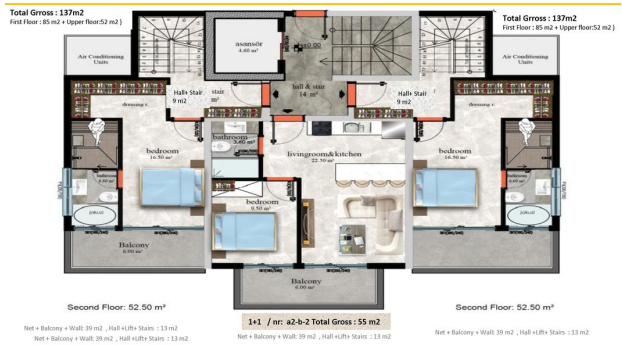 Total Grross : 137m2
First Floor : 85 m2 + Upper floor:52 m2 )
Total Grross : 137m2
First Floor : 85 m2 + Upper floor:52 m2 )
asansör
4.60 m²
±0.00
Air Conditioning
Units
Air Conditioning
Units
Hall+ Stair
9 m2
stair
m²
hall & stair
14 m²
Hall+ Stair
9 m2
dressing r.
dressing r.
bathroom
3.60 m²
bedroom
16.50 m²
livingroom&kitchen
22.50 m²
bedroom
16.50 m²
bathroom
bathroom
bedroom
9.50 m²
jakuzi
jakuzi
Balcony
Balcony
6.00 m²
Second Floor: 52.50 m²
Second Floor: 52.50 m²
1+1 / nr: a2-b-2 Total Gross : 55 m2
Net + Balcony + Wall: 39 m2 , Hall +Lift+ Stairs : 13 m2
Net + Balcony + Wall: 39 m2 , Hall +Lift+ Stairs : 13 m2
Net + Balcony + Wall: 39 m2 , Hall +Lift+ Stairs : 13 m2
Net + Balcony + Wall: 39 m2 , Hall +Lift+ Stairs : 13 m2